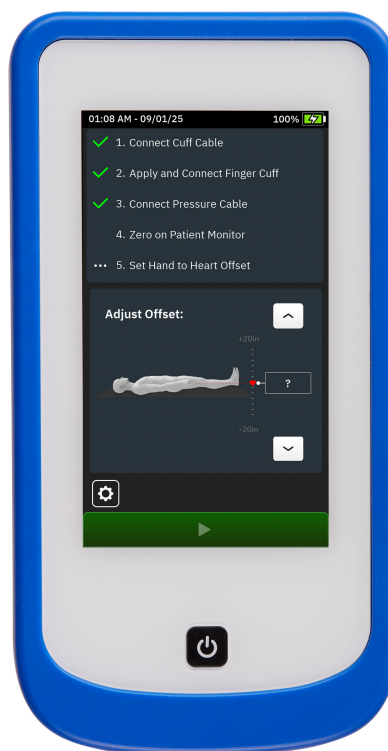 01:08 AM - 09/01/25 100%
1. Connect Cuff Cable
2. Apply and Connect Finger Cuff
3. Connect Pressure Cable
4. Zero on Patient Monitor
5. Set Hand to Heart Offset
Adjust Offset:
+20in
?
-20in